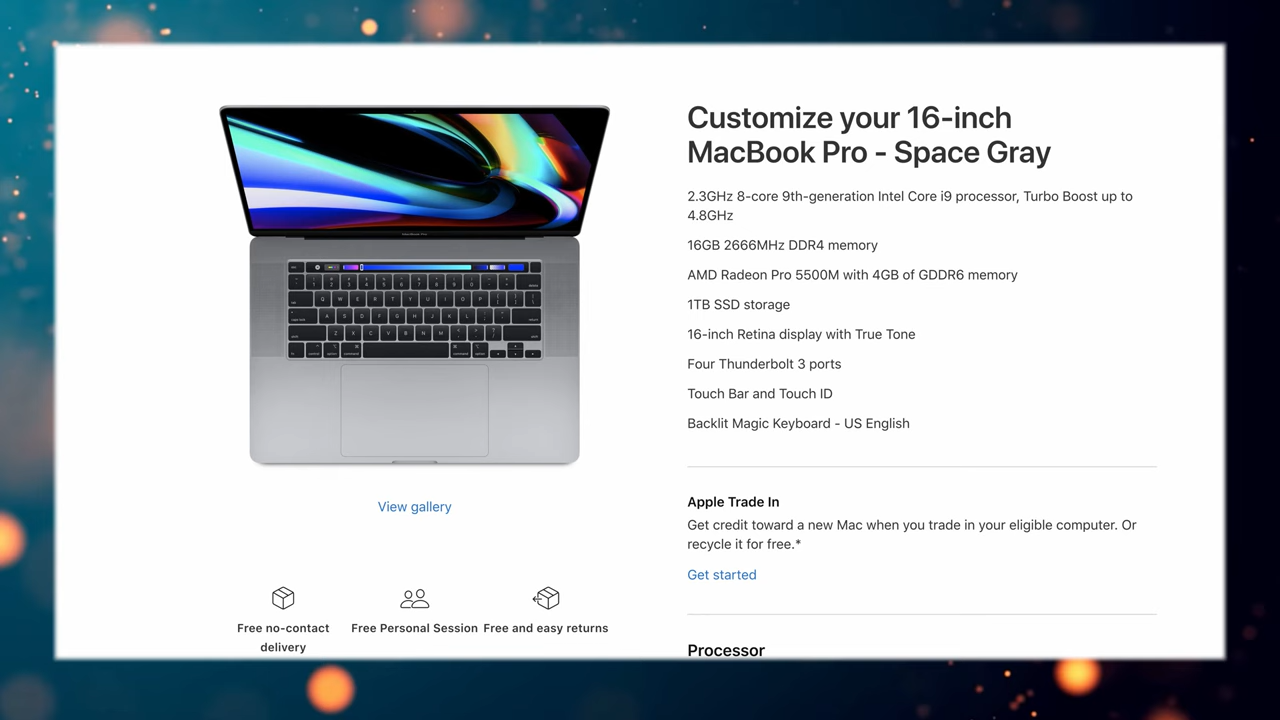 Customize your 16-inch
MacBook Pro - Space Gray
2.3GHz 8-core 9th-generation Intel Core i9 processor, Turbo Boost up to
4.8GHz
16GB 2666MHz DDR4 memory
AMD Radeon Pro 5500M with 4GB of GDDR6 memory
1TB SSD storage
16-inch Retina display with True Tone
Four Thunderbolt 3 ports
Touch Bar and Touch ID
Backlit Magic Keyboard - US English
View gallery
Apple Trade In
Get credit toward a new Mac when you trade in your eligible computer. Or
recycle it for free.*
Get started
Free no-contact
delivery
Free Personal Session
Free and easy returns
Processor